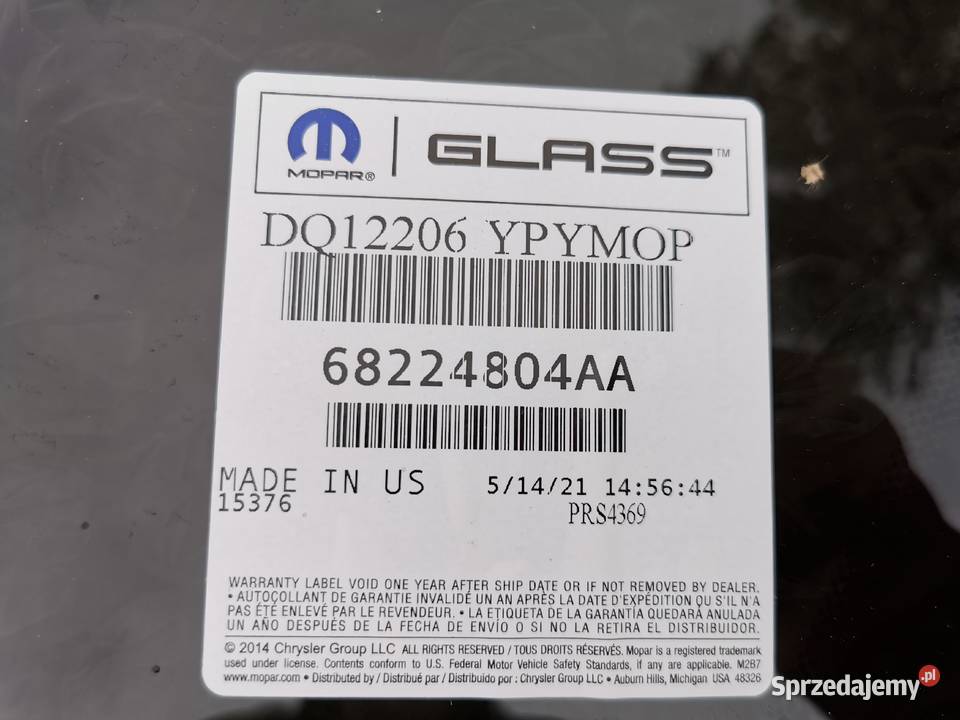 MOPAR® GLASS™
DQ12206 YPYMOP
68224804AA
MADE IN US 5/14/21 14:56:44
15376 PRS4369
WARRANTY LABEL VOID ONE YEAR AFTER SHIP DATE OR IF NOT REMOVED BY DEALER.
• AUTOCOLLANT DE GARANTIE INVALIDÉ UN AN APRÈS LA DATE D'EXPÉDITION OU S'IL N'A
PAS ÉTÉ ENLEVÉ PAR LE REVENDEUR. • LA ETIQUETA DE LA GARANTÍA QUEDARÁ ANULADA
UN AÑO DESPUÉS DE LA FECHA DE ENVÍO O SI NO LA RETIRA EL DISTRIBUIDOR.
© 2014 Chrysler Group LLC ALL RIGHTS RESERVED / TOUS DROITS RÉSERVÉS. Mopar is a registered trademark
used under license. Contents conform to U.S. Federal Motor Vehicle Safety Standards, if any are applicable. M2B7
www.mopar.com • Distributed by / Distribué par / Distribuido por : Chrysler Group LLC • Auburn Hills, Michigan USA 48326
Sprzedajemy.pl